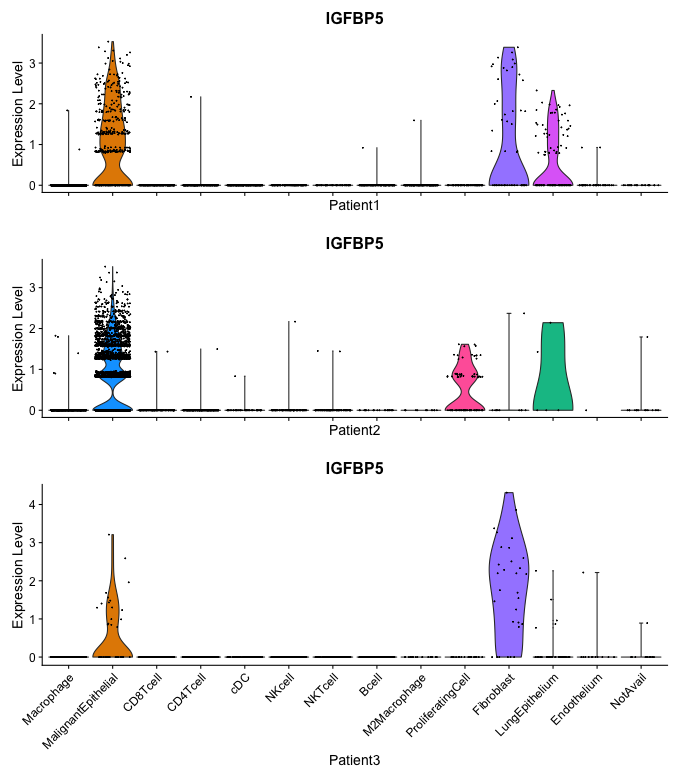 IGFBP5
Expression Level
3
2
1
0
Patient1
IGFBP5
Expression Level
3
2
1
0
Patient2
IGFBP5
Expression Level
4
3
2
1
0
Macrophage
MalignantEpithelial
CD8Tcell
CD4Tcell
cDC
NKcell
NKTcell
Bcell
M2Macrophage
ProliferatingCell
Fibroblast
LungEpithelium
Endothelium
NotAvail
Patient3